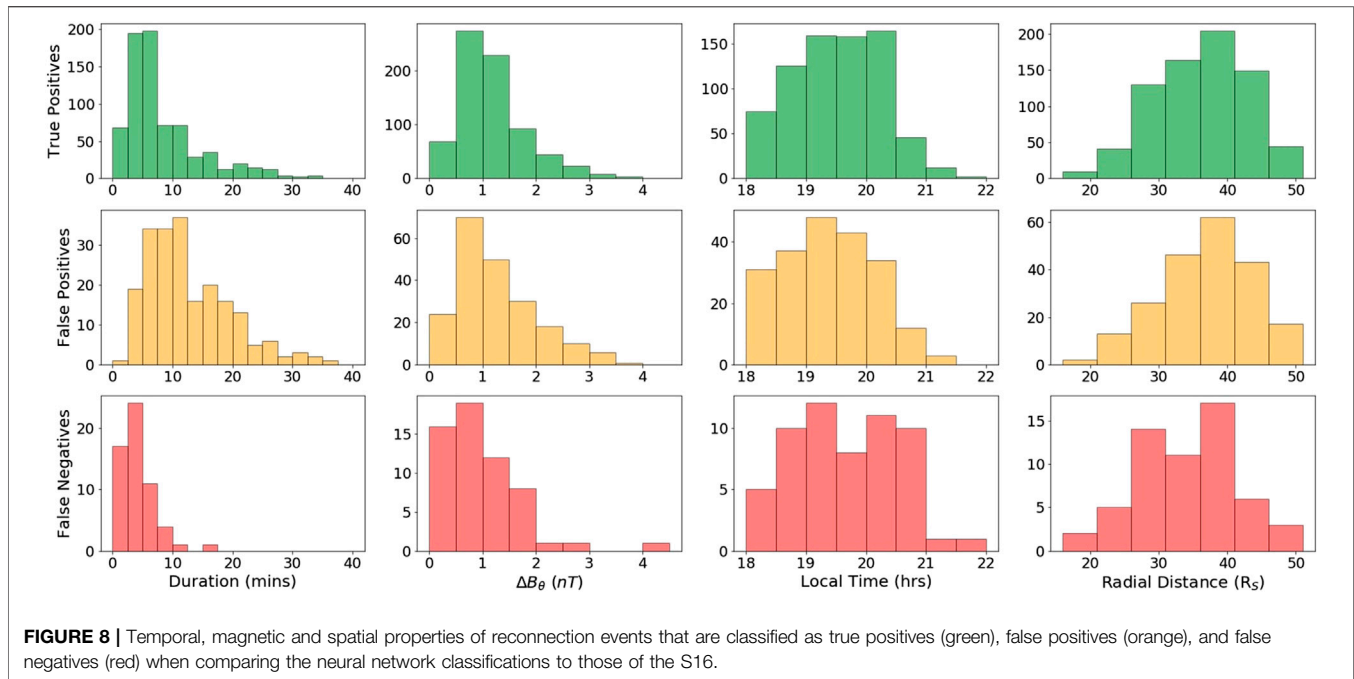 True Positives
200
150
100
50
0
0 10 20 30 40
200
100
0
0 1 2 3 4
150
100
50
0
18 19 20 21 22
200
150
100
50
0
20 30 40 50
False Positives
30
20
10
0
0 10 20 30 40
60
40
20
0
0 1 2 3 4
40
20
0
18 19 20 21 22
60
40
20
0
20 30 40 50
False Negatives
20
10
0
0 10 20 30 40
Duration (mins)
15
10
5
0
0 1 2 3 4
ΔBθ (nT)
10
5
0
18 19 20 21 22
Local Time (hrs)
15
10
5
0
20 30 40 50
Radial Distance (RS)
FIGURE 8 | Temporal, magnetic and spatial properties of reconnection events that are classified as true positives (green), false positives (orange), and false
negatives (red) when comparing the neural network classifications to those of the S16.